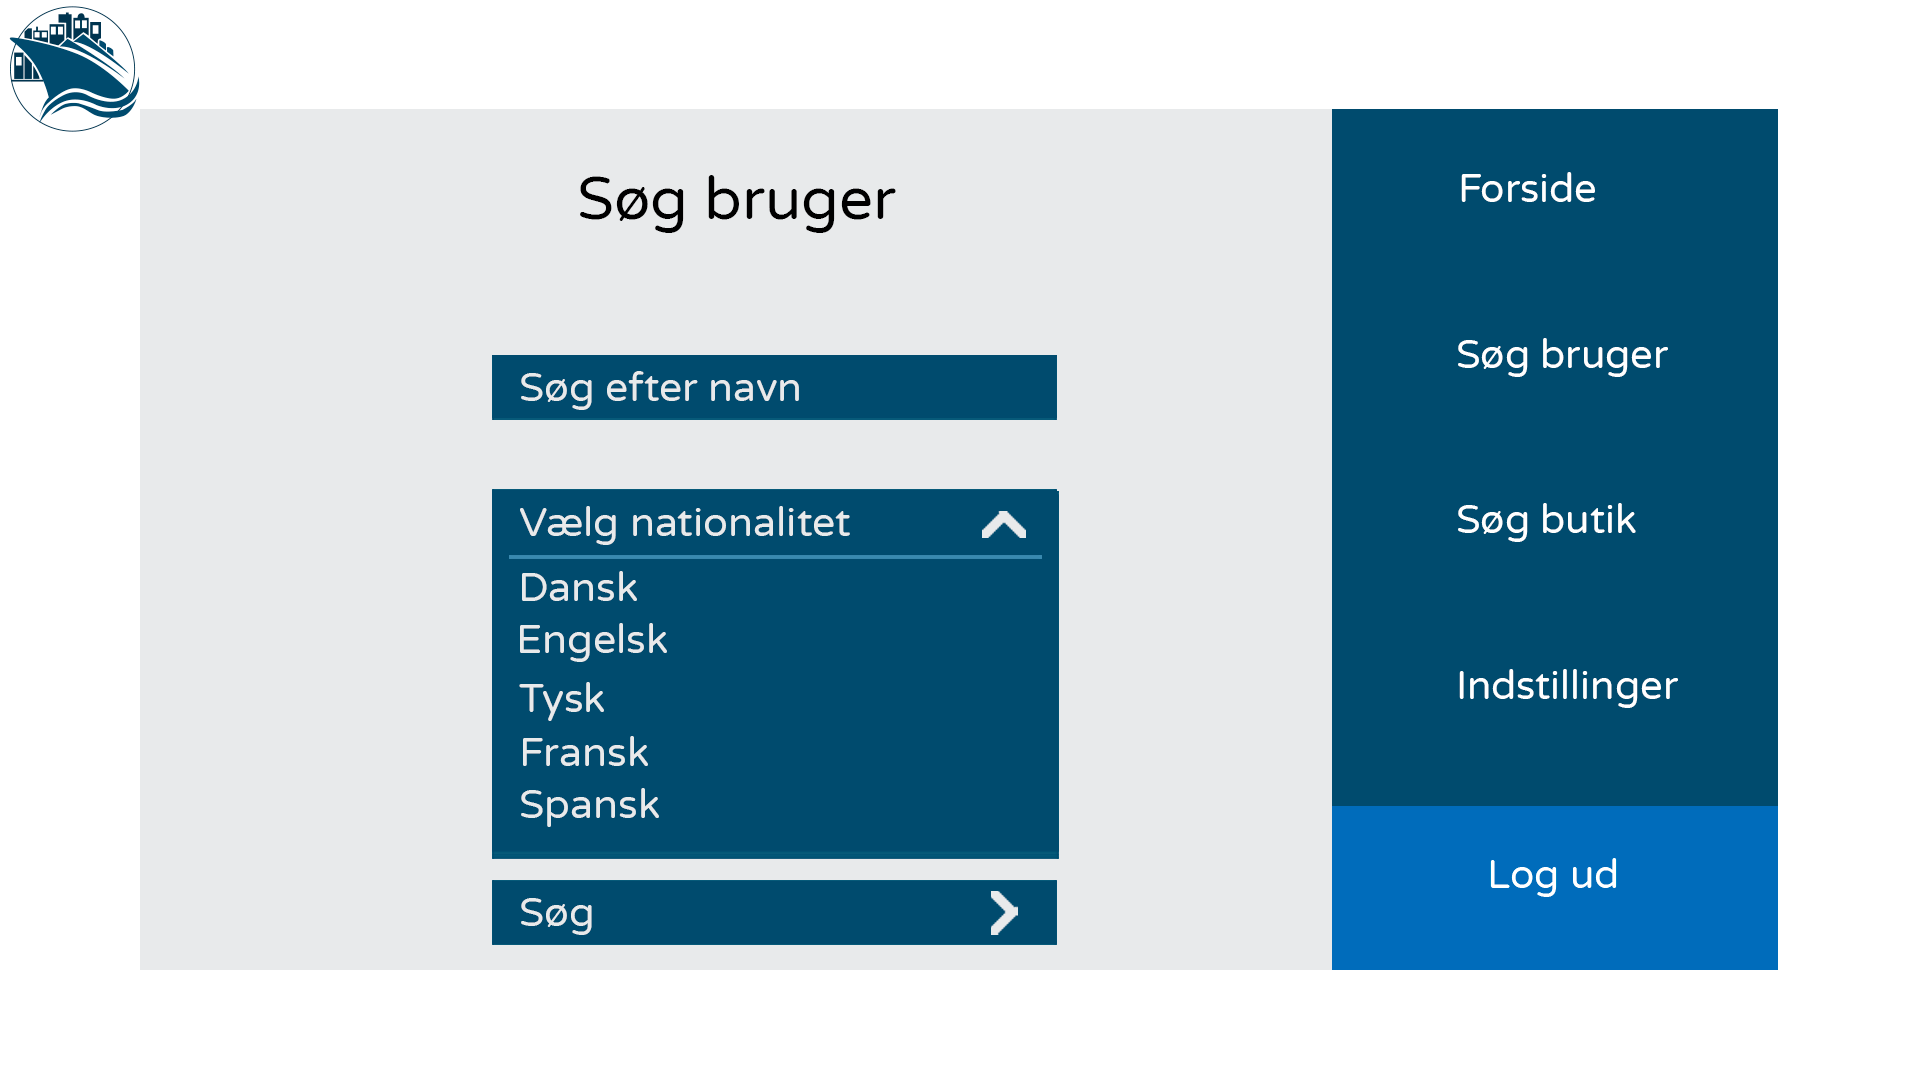 Søg bruger
Søg efter navn
Vælg nationalitet
Dansk
Engelsk
Tysk
Fransk
Spansk
Søg
Forside
Søg bruger
Søg butik
Indstillinger
Log ud